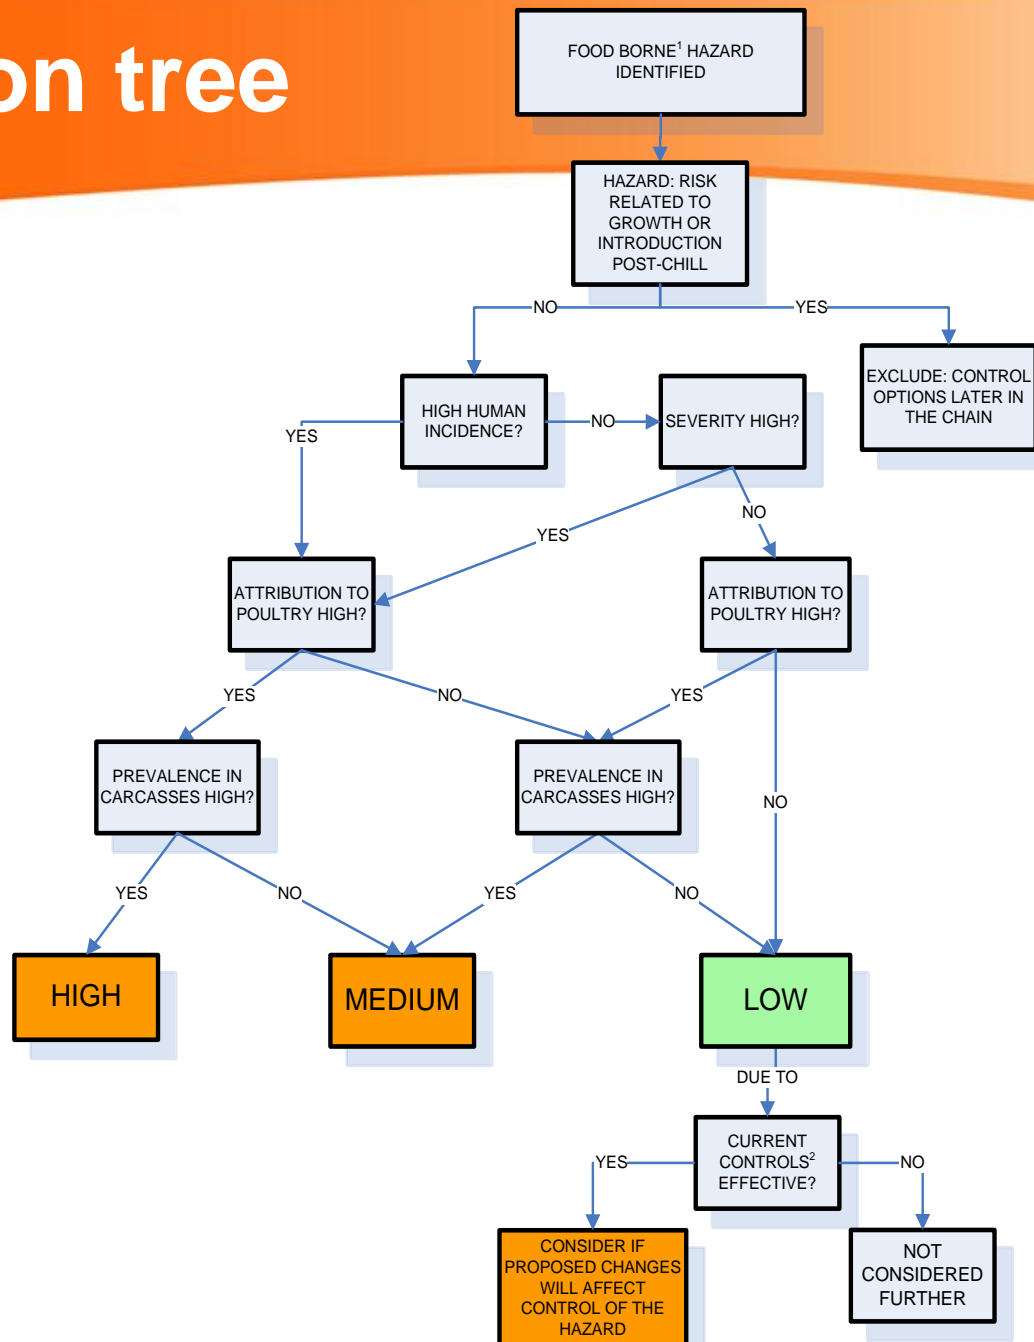 on tree
FOOD BORNE¹ HAZARD
IDENTIFIED
HAZARD: RISK
RELATED TO
GROWTH OR
INTRODUCTION
POST-CHILL
NO
YES
EXCLUDE: CONTROL
OPTIONS LATER IN
THE CHAIN
HIGH HUMAN
INCIDENCE?
NO
SEVERITY HIGH?
YES
NO
YES
ATTRIBUTION TO
POULTRY HIGH?
ATTRIBUTION TO
POULTRY HIGH?
YES
NO
YES
PREVALENCE IN
CARCASSES HIGH?
PREVALENCE IN
CARCASSES HIGH?
NO
YES
NO
YES
NO
HIGH
MEDIUM
LOW
DUE TO
CURRENT
CONTROLS²
EFFECTIVE?
YES
NO
CONSIDER IF
PROPOSED CHANGES
WILL AFFECT
CONTROL OF THE
HAZARD
NOT
CONSIDERED
FURTHER